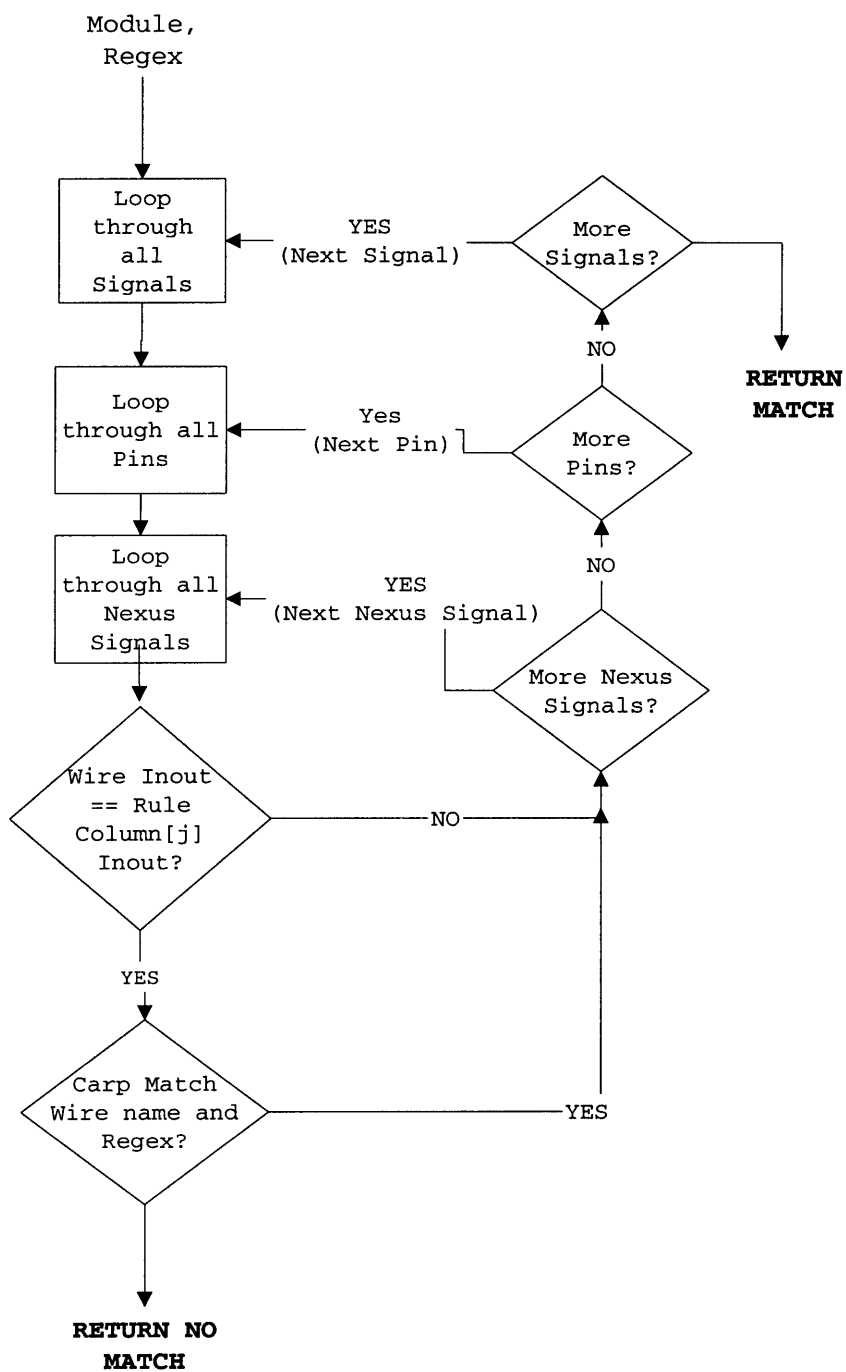 Module,
Regex
Loop
through
all
Signals
YES
(Next Signal)
More
Signals?
NO
RETURN
MATCH
Loop
through all
Pins
Yes
(Next Pin)
More
Pins?
NO
Loop
through all
Nexus
Signals
YES
(Next Nexus Signal)
More Nexus
Signals?
Wire Inout
== Rule
Column[j]
Inout?
NO
YES
Carp Match
Wire name and
Regex?
YES
RETURN NO
MATCH